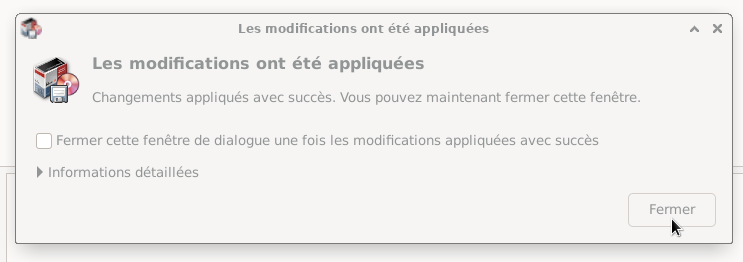 Les modifications ont été appliquées
Les modifications ont été appliquées
Changements appliqués avec succès. Vous pouvez maintenant fermer cette fenêtre.
Fermer cette fenêtre de dialogue une fois les modifications appliquées avec succès
Informations détaillées
Fermer